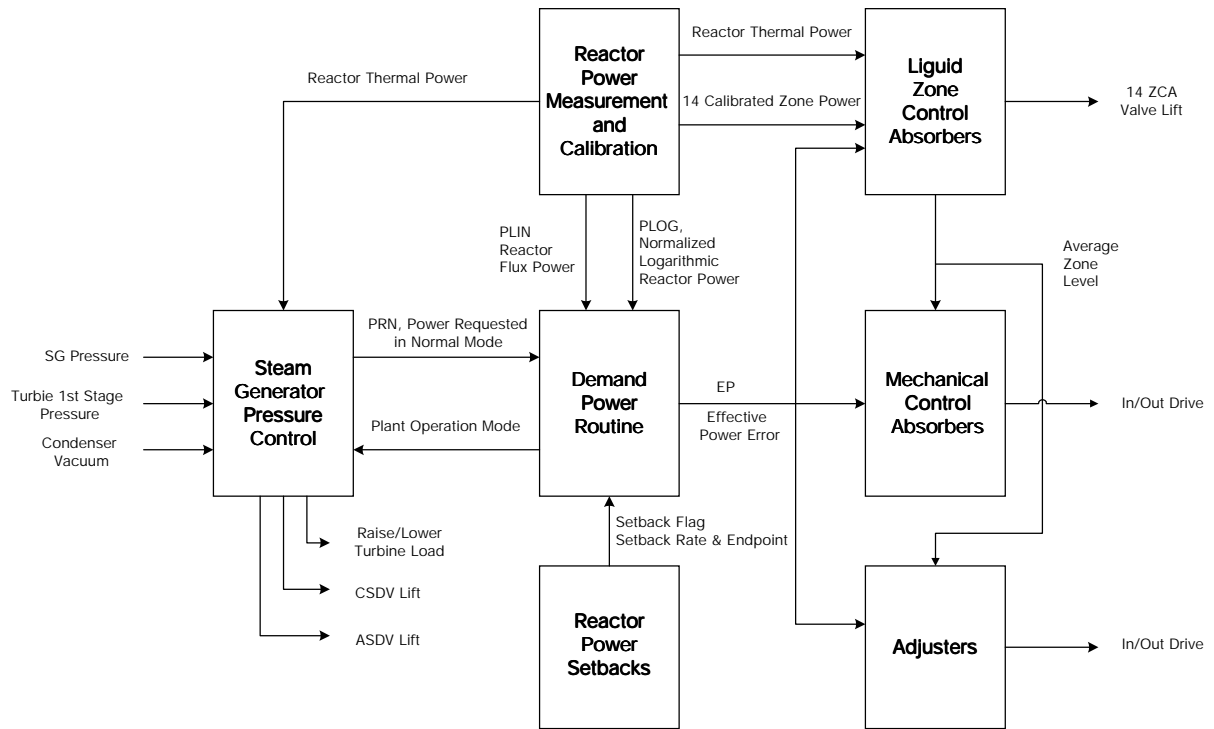 Reactor
Power
Measurement
and
Calibration
Reactor Thermal Power
Liguid
Zone
Control
Absorbers
Reactor Thermal Power
14 Calibrated Zone Power
14 ZCA
Valve Lift
PLIN
Reactor
Flux Power
PLOG,
Normalized
Logarithmic
Reactor Power
Average
Zone
Level
SG Pressure
Turbie 1st Stage
Pressure
Condenser
Vacuum
Steam
Generator
Pressure
Control
PRN, Power Requested
in Normal Mode
Plant Operation Mode
Demand
Power
Routine
EP
Effective
Power Error
Mechanical
Control
Absorbers
In/Out Drive
Raise/Lower
Turbine Load
CSDV Lift
ASDV Lift
Setback Flag
Setback Rate & Endpoint
Reactor
Power
Setbacks
Adjusters
In/Out Drive